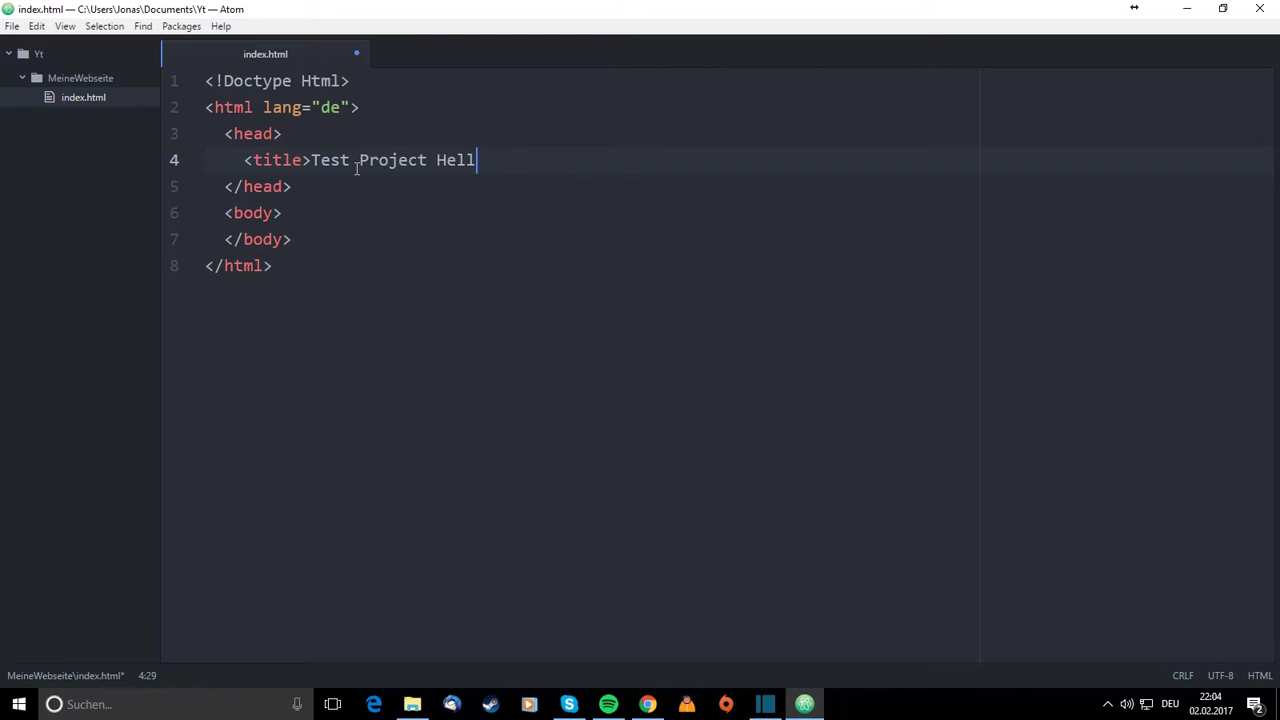 index.html — C:\Users\Jonas\Documents\Yt — Atom
File Edit View Selection Find Packages Help
Yt
MeineWebseite
index.html
index.html
1 <!Doctype Html>
2 <html lang="de">
3 <head>
4 <title>Test Project Hell
5 </head>
6 <body>
7 </body>
8 </html>
MeineWebseite\index.html* 4:29
CRLF UTF-8 HTML
Suchen...
DEU
22:04
02.02.2017
2